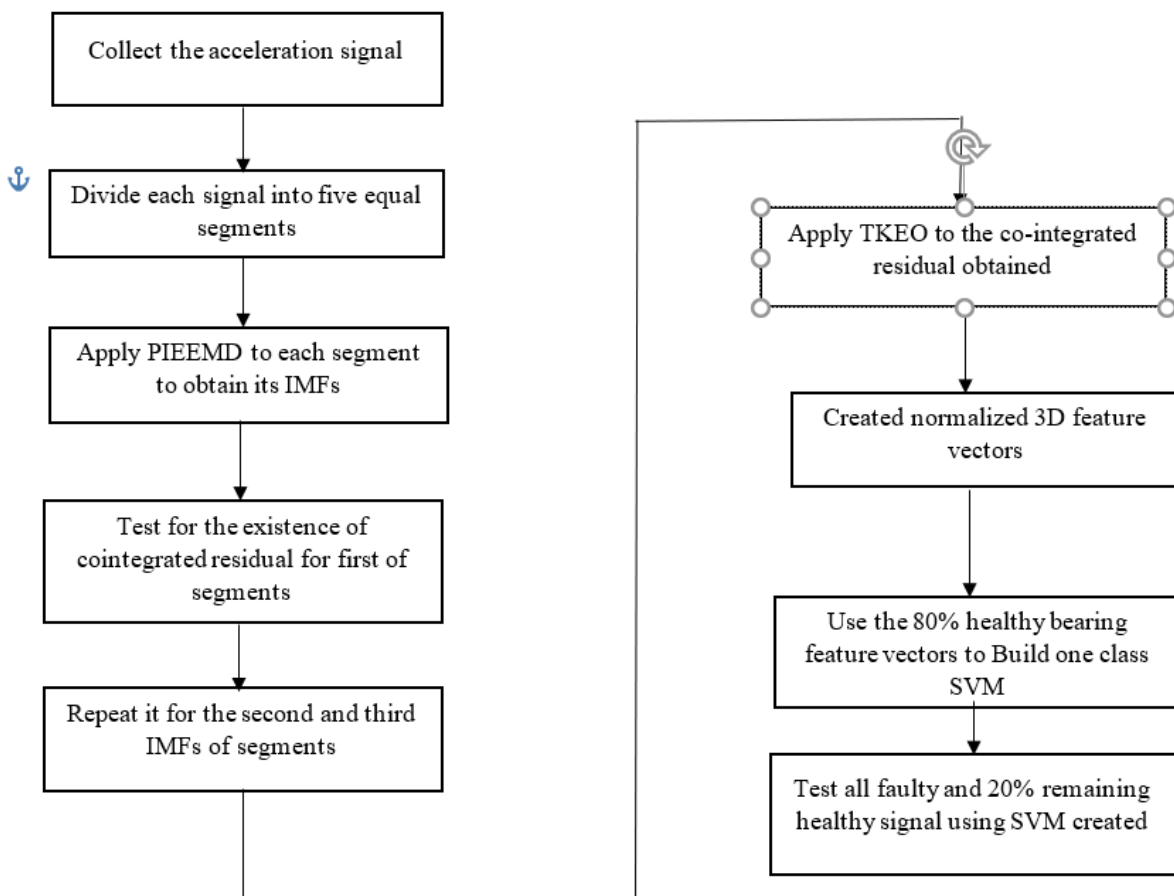 Collect the acceleration signal
Divide each signal into five equal
segments
Apply PIEEMD to each segment
to obtain its IMFs
Test for the existence of
cointegrated residual for first of
segments
Repeat it for the second and third
IMFs of segments
Apply TKEO to the co-integrated
residual obtained
Created normalized 3D feature
vectors
Use the 80% healthy bearing
feature vectors to Build one class
SVM
Test all faulty and 20% remaining
healthy signal using SVM created